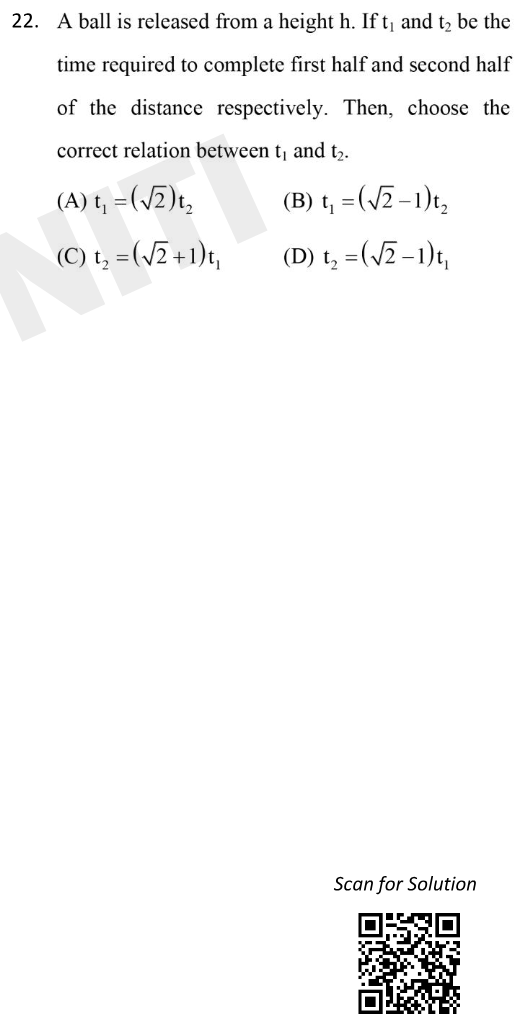 22. A ball is released from a height h. If t₁ and t₂ be the
time required to complete first half and second half
of the distance respectively. Then, choose the
correct relation between t₁ and t₂.
(A) t₁ = (√2)t₂ (B) t₁ = (√2 – 1)t₂
(C) t₂ = (√2 + 1)t₁ (D) t₂ = (√2 – 1)t₁
NITI
Scan for Solution